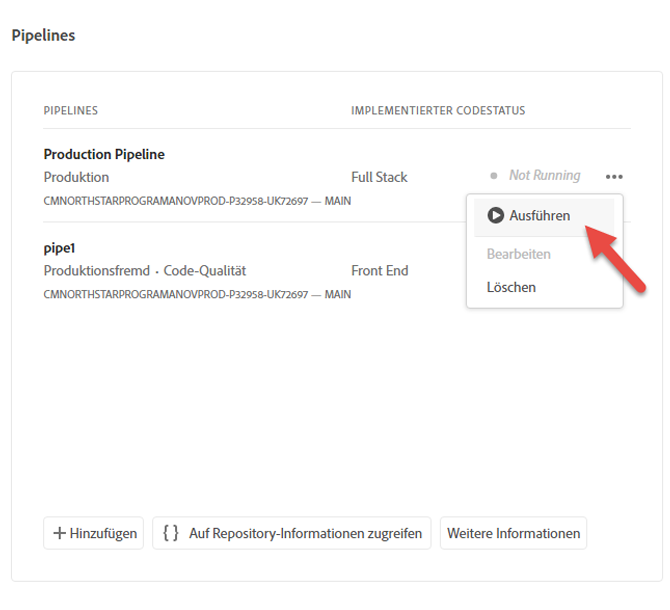 Pipelines
PIPELINES IMPLEMENTIERTER CODESTATUS
Production Pipeline
Produktion Full Stack Not Running
CMNORTHSTARPROGRAMANOVPROD-P32958-UK72697 — MAIN
Ausführen
pipe1
Bearbeiten
Produktionsfremd · Code-Qualität Front End
Löschen
CMNORTHSTARPROGRAMANOVPROD-P32958-UK72697 — MAIN
Hinzufügen Auf Repository-Informationen zugreifen Weitere Informationen